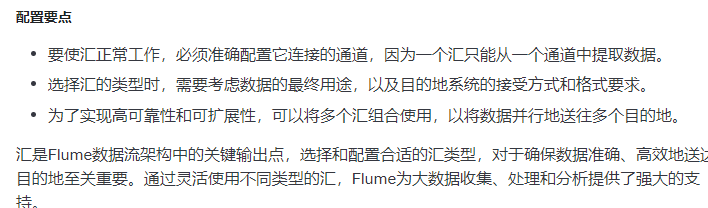 配置要点
要使汇正常工作，必须准确配置它连接的通道，因为一个汇只能从一个通道中提取数据。
选择汇的类型时，需要考虑数据的最终用途，以及目的地系统的接受方式和格式要求。
为了实现高可靠性和可扩展性，可以将多个汇组合使用，以将数据并行地送往多个目的地。
汇是Flume数据流架构中的关键输出点，选择和配置合适的汇类型，对于确保数据准确、高效地送达
目的地至关重要。通过灵活使用不同类型的汇，Flume为大数据收集、处理和分析提供了强大的支
持。